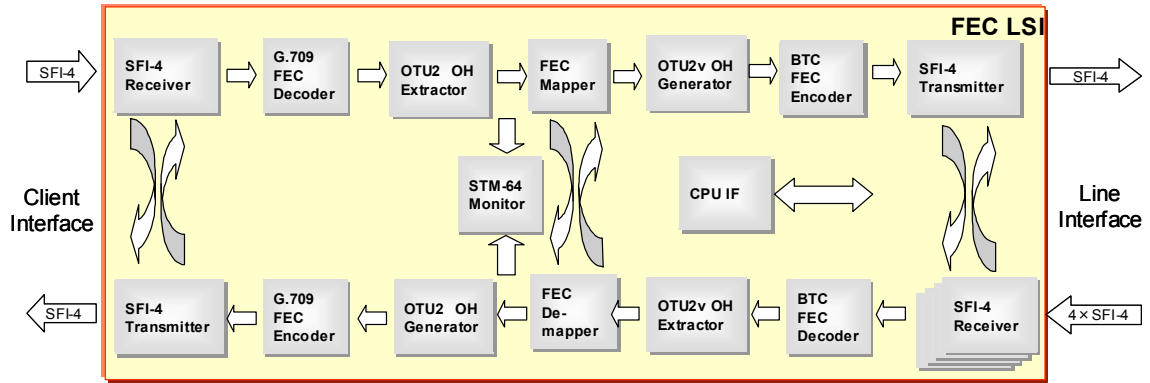 FEC LSI
SFI-4
SFI-4
Receiver
G.709
FEC
Decoder
OTU2 OH
Extractor
FEC
Mapper
OTU2v OH
Generator
BTC
FEC
Encoder
SFI-4
Transmitter
SFI-4
Client
Interface
STM-64
Monitor
CPU IF
Line
Interface
SFI-4
SFI-4
Transmitter
G.709
FEC
Encoder
OTU2 OH
Generator
FEC
De-
mapper
OTU2v OH
Extractor
BTC
FEC
Decoder
SFI-4
Receiver
4×SFI-4